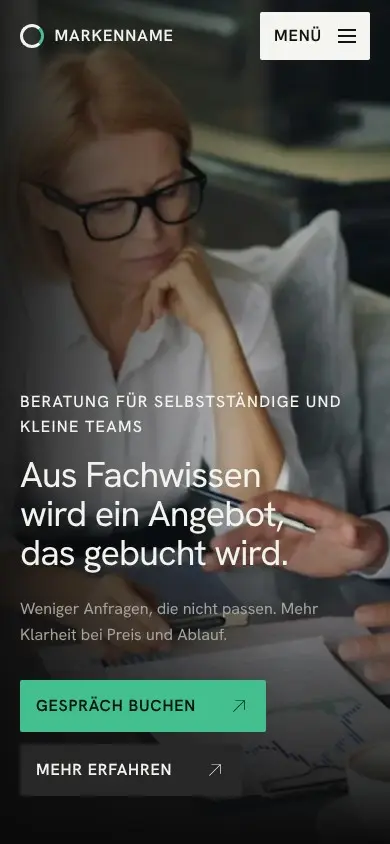 MARKENNAME
MENÜ
BERATUNG FÜR SELBSTSTÄNDIGE UND
KLEINE TEAMS
Aus Fachwissen
wird ein Angebot,
das gebucht wird.
Weniger Anfragen, die nicht passen. Mehr
Klarheit bei Preis und Ablauf.
GESPRÄCH BUCHEN
MEHR ERFAHREN